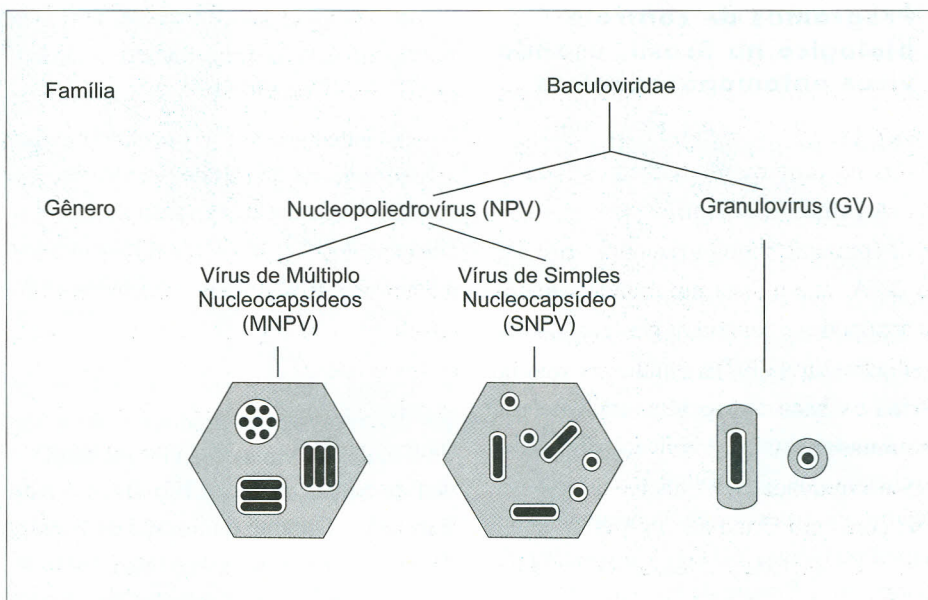 Família
Baculoviridae
Gênero
Nucleopoliedrovírus (NPV)
Granulovírus (GV)
Vírus de Múltiplo
Nucleocapsídeos
(MNPV)
Vírus de Simples
Nucleocapsídeo
(SNPV)